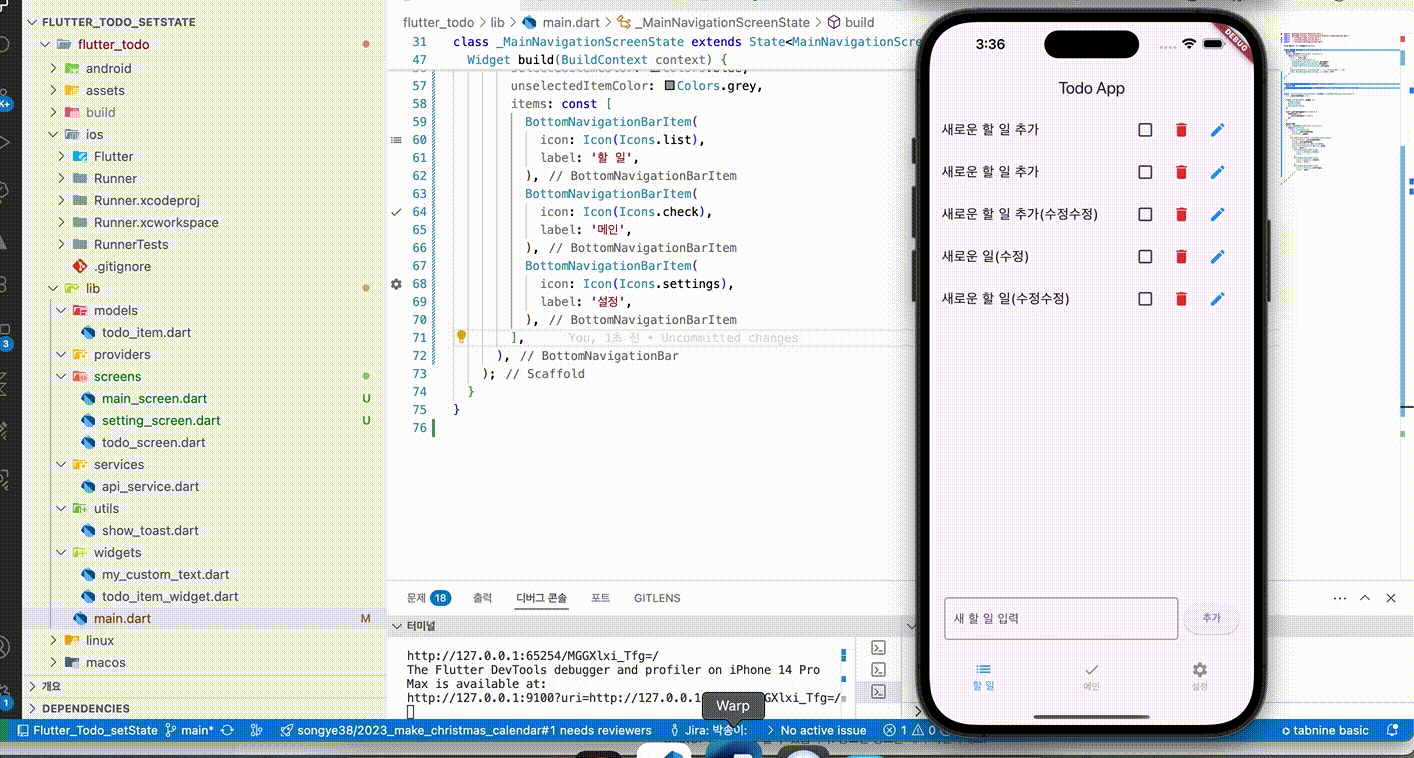 FLUTTER_TODO_SETSTATE
flutter_todo
android
assets
build
ios
Flutter
Runner
Runner.xcodeproj
Runner.xcworkspace
RunnerTests
.gitignore
lib
models
todo_item.dart
providers
screens
main_screen.dart U
setting_screen.dart U
todo_screen.dart
services
api_service.dart
utils
show_toast.dart
widgets
my_custom_text.dart
todo_item_widget.dart
main.dart M
linux
macos
개요
DEPENDENCIES
flutter_todo > lib > main.dart > _MainNavigationScreenState > build
31 class _MainNavigationScreenState extends State<MainNavigationScre
47 Widget build(BuildContext context) {
57 unselectedItemColor: Colors.grey,
58 items: const [
59 BottomNavigationBarItem(
60 icon: Icon(Icons.list),
61 label: '할 일',
62 ), // BottomNavigationBarItem
63 BottomNavigationBarItem(
64 icon: Icon(Icons.check),
65 label: '메인',
66 ), // BottomNavigationBarItem
67 BottomNavigationBarItem(
68 icon: Icon(Icons.settings),
69 label: '설정',
70 ), // BottomNavigationBarItem
71 ], You, 1초 전 • Uncommitted changes
72 ), // BottomNavigationBar
73 ); // Scaffold
74 }
75 }
76
문제 18 출력 디버그 콘솔 포트 GITLENS
터미널
http://127.0.0.1:65254/MGGXlxi_Tfg=/
The Flutter DevTools debugger and profiler on iPhone 14 Pro
Max is available at:
http://127.0.0.1:9100?uri=http://127.0.0.1 GXlxi_Tfg=/
Warp
3:36
DEBUG
Todo App
새로운 할 일 추가
새로운 할 일 추가
새로운 할 일 추가(수정수정)
새로운 일(수정)
새로운 할 일(수정수정)
새 할 일 입력 추가
할 일 메인 설정
K+
3
1
Flutter_Todo_setState main* songye38/2023_make_christmas_calendar#1 needs reviewers Jira: 박송이: No active issue 1 0 tabnine basic